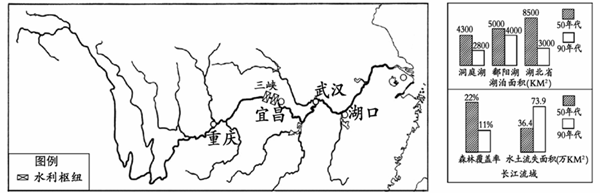 三峡
宜昌
武汉
湖口
重庆
图例
水利枢纽
4300
2800
5000
4000
8500
3000
50年代
90年代
洞庭湖 鄱阳湖 湖北省
湖泊面积(KM²)
22%
11%
36.4
73.9
50年代
90年代
森林覆盖率 水土流失面积(万KM²)
长江流域